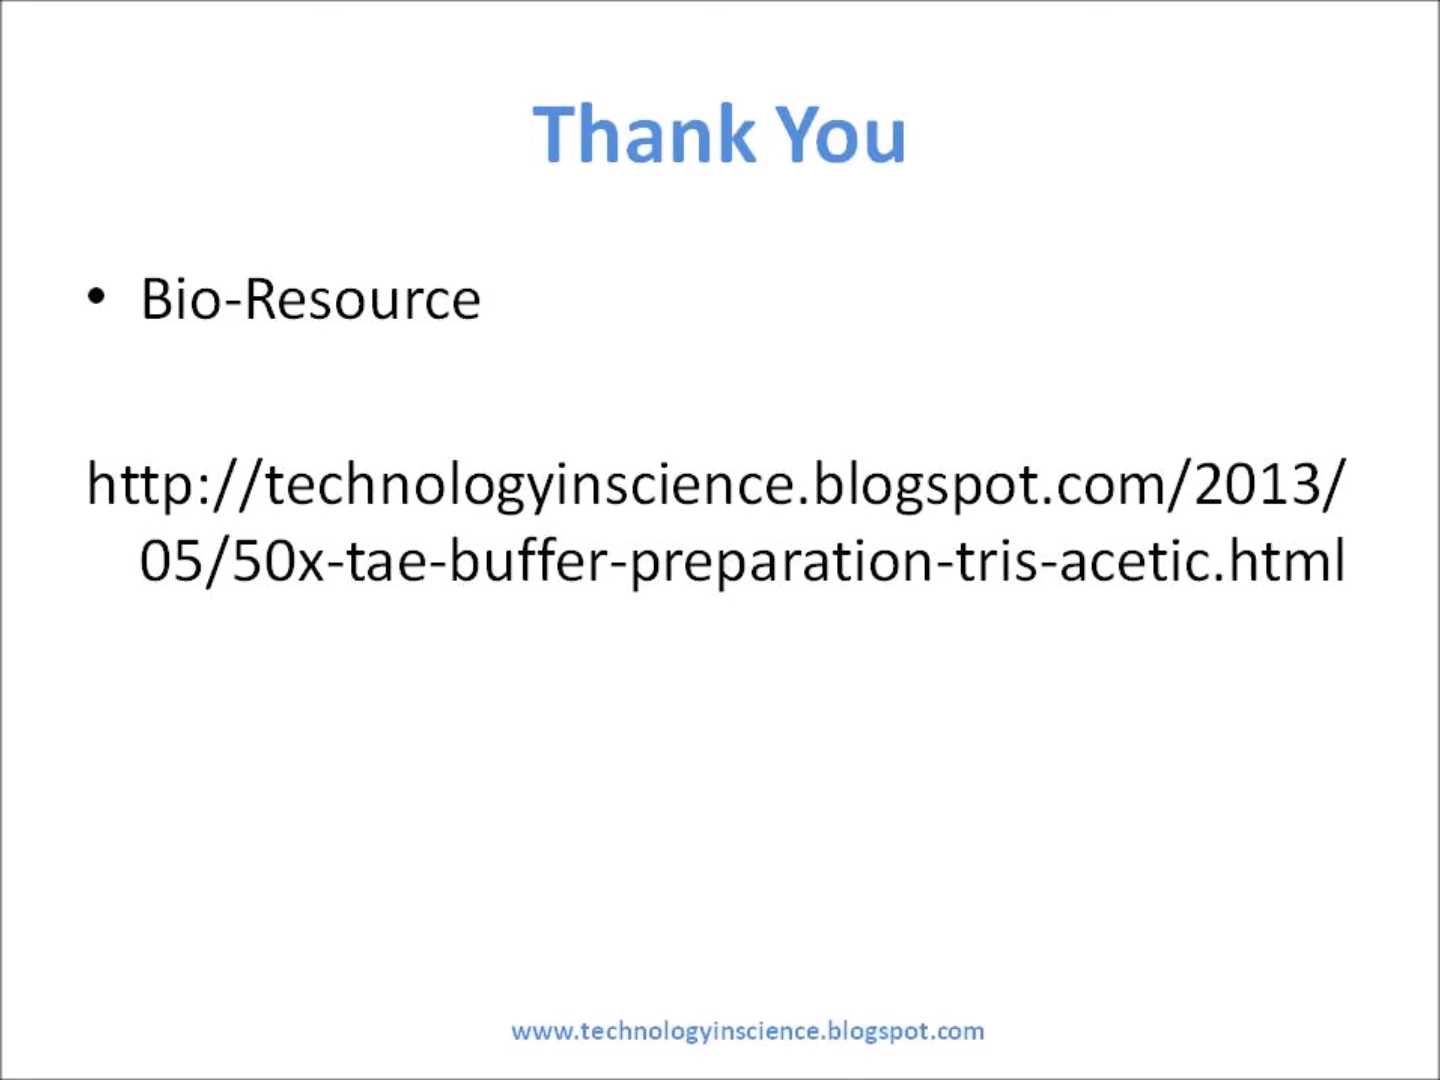 Thank You
• Bio-Resource
http://technologyinscience.blogspot.com/2013/
05/50x-tae-buffer-preparation-tris-acetic.html
www.technologyinscience.blogspot.com